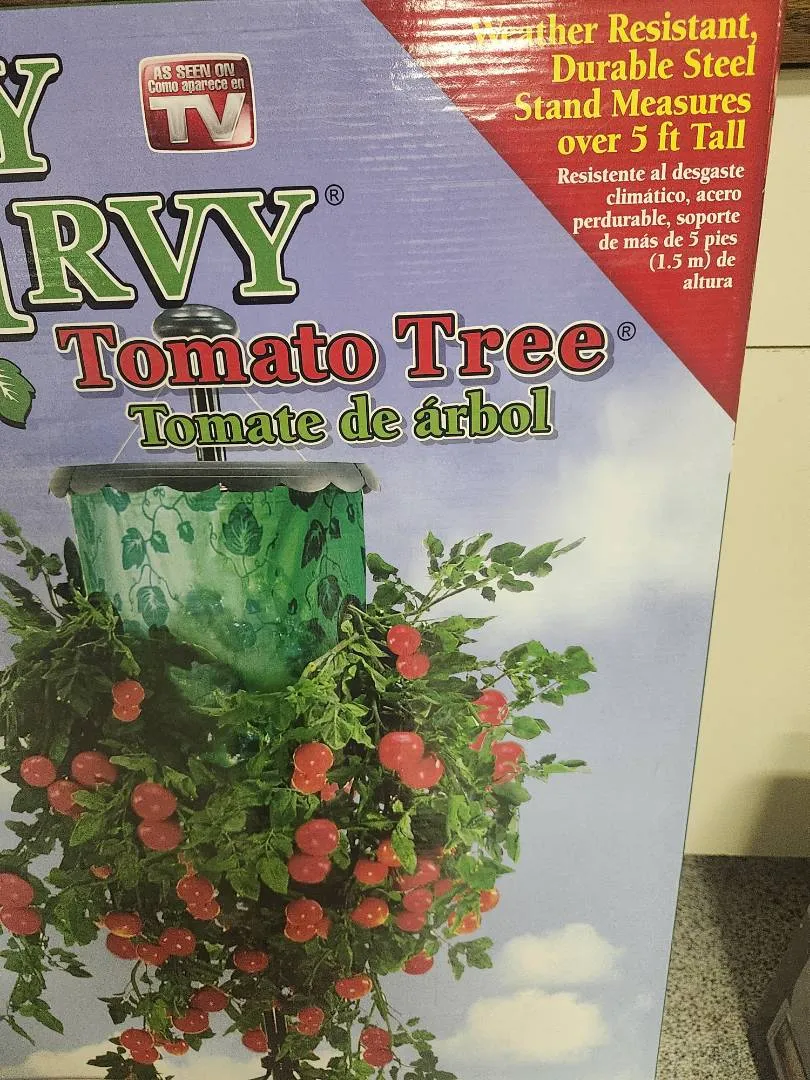 AS SEEN ON
Como aparece en
TV
Y
RVY®
Tomato Tree®
Tomate de árbol
Weather Resistant,
Durable Steel
Stand Measures
over 5 ft Tall
Resistente al desgaste
climático, acero
perdurable, soporte
de más de 5 pies
(1.5 m) de
altura